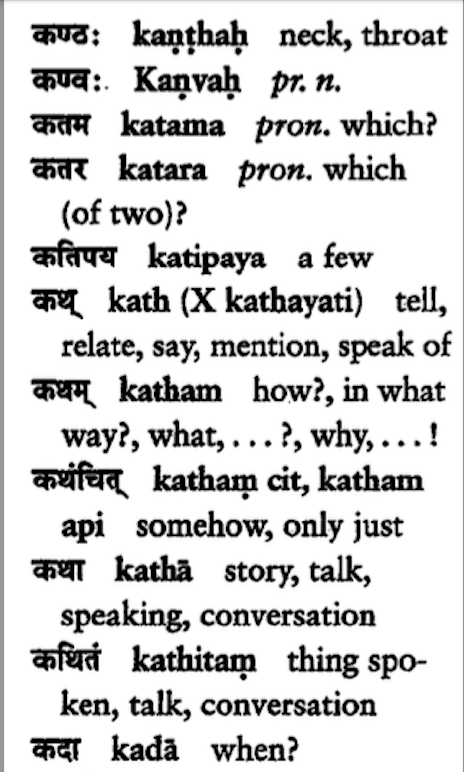 कण्ठः kaṇṭhaḥ neck, throat
कण्वः. Kaṇvaḥ pr. n.
कतम katama pron. which?
कतर katara pron. which
(of two)?
कतिपय katipaya a few
कथ् kath (X kathayati) tell,
relate, say, mention, speak of
कथम् katham how?, in what
way?, what, . . . ?, why, . . . !
कथंचित् kathaṃ cit, katham
api somehow, only just
कथा kathā story, talk,
speaking, conversation
कथितं kathitaṃ thing spo-
ken, talk, conversation
कदा kadā when?